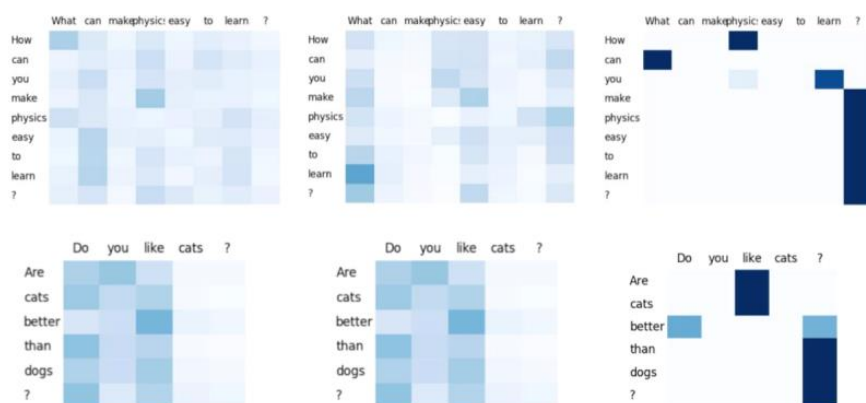 What can make physics easy to learn ?
How
can
you
make
physics
easy
to
learn
?
What can make physics easy to learn ?
How
can
you
make
physics
easy
to
learn
?
What can make physics easy to learn ?
How
can
you
make
physics
easy
to
learn
?
Do you like cats ?
Are
cats
better
than
dogs
?
Do you like cats ?
Are
cats
better
than
dogs
?
Do you like cats ?
Are
cats
better
than
dogs
?